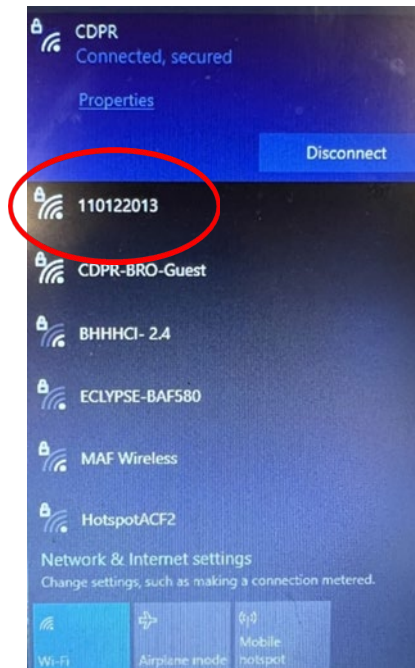 CDPR
Connected, secured
Properties
Disconnect
110122013
CDPR-BRO-Guest
BHHHCI- 2.4
ECLYPSE-BAF580
MAF Wireless
HotspotACF2
Network & Internet settings
Change settings, such as making a connection metered.
Wi-Fi
Airplane mode
Mobile
hotspot